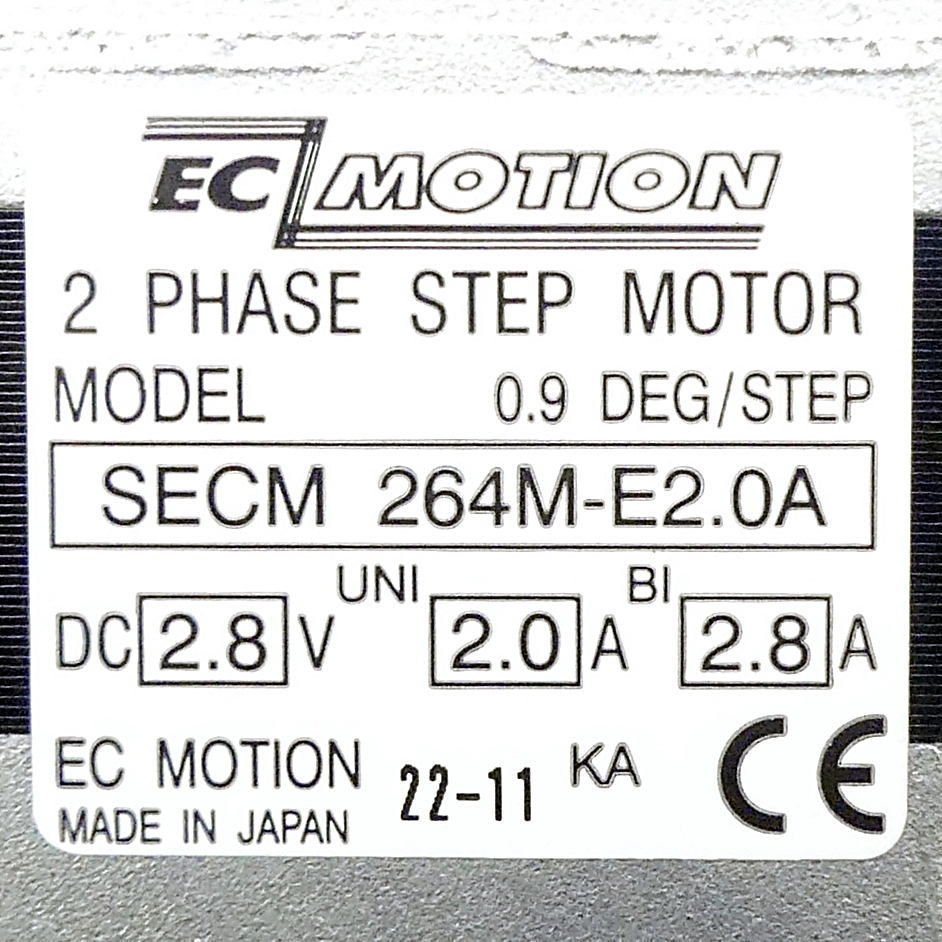 EC MOTION
2 PHASE STEP MOTOR
MODEL 0.9 DEG/STEP
SECM 264M-E2.0A
UNI BI
DC 2.8 V 2.0 A 2.8 A
EC MOTION 22-11 KA CE
MADE IN JAPAN